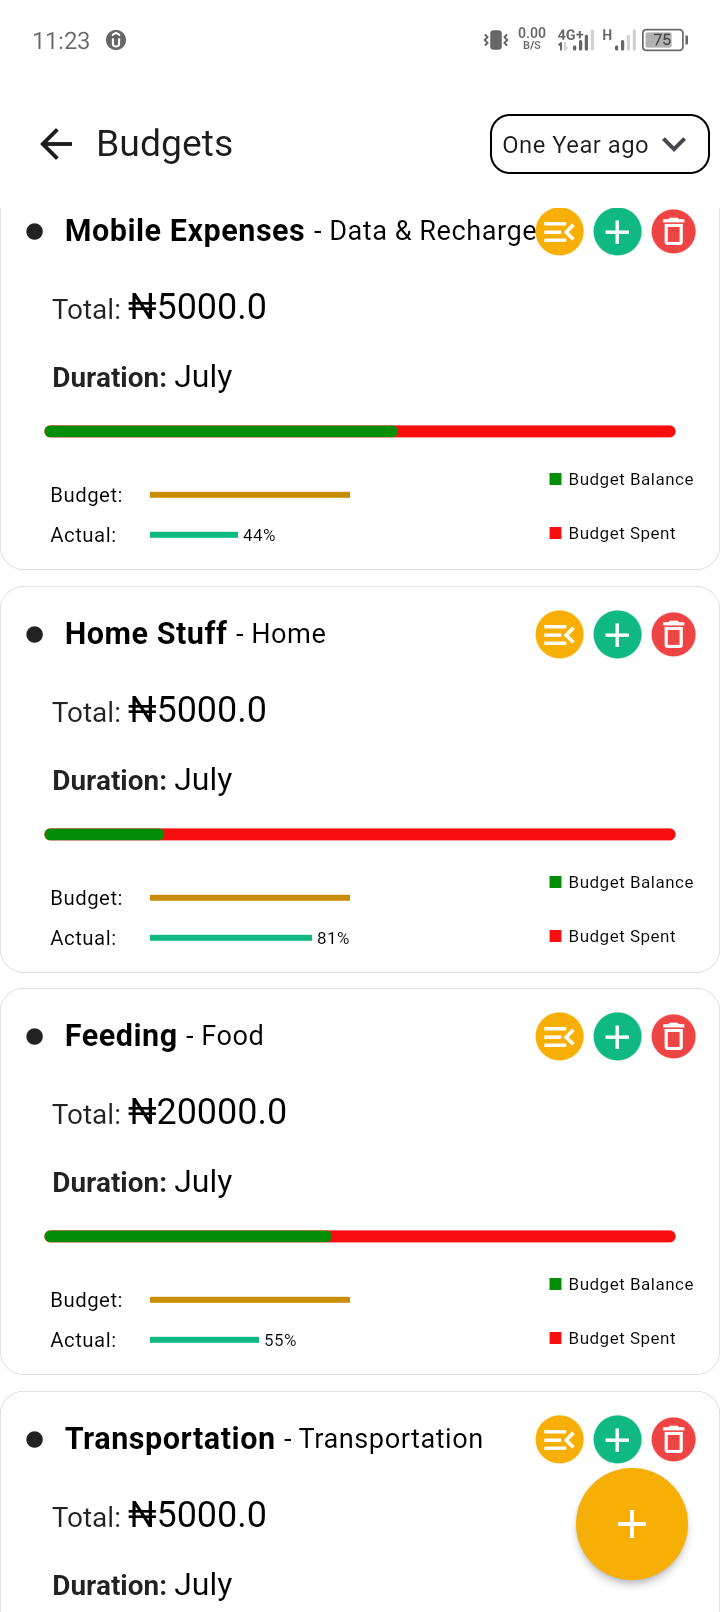 11:23 0.00 B/S 4G+ H 75
Budgets One Year ago
Mobile Expenses - Data & Recharge
Total: ₦5000.0
Duration: July
Budget Balance
Budget:
Actual: 44%
Budget Spent
Home Stuff - Home
Total: ₦5000.0
Duration: July
Budget Balance
Budget:
Actual: 81%
Budget Spent
Feeding - Food
Total: ₦20000.0
Duration: July
Budget Balance
Budget:
Actual: 55%
Budget Spent
Transportation - Transportation
Total: ₦5000.0
Duration: July